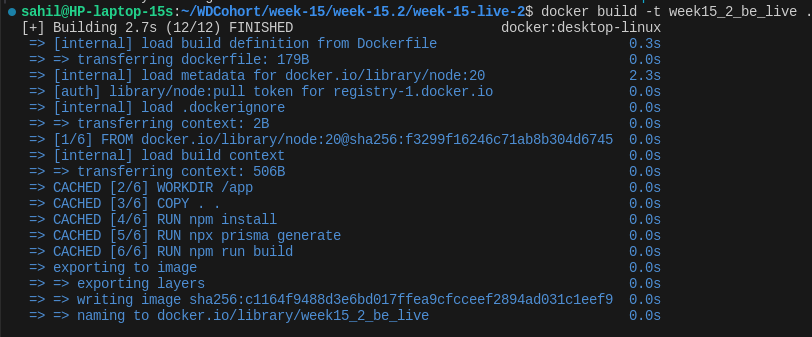 sahil@HP-laptop-15s:~/WDCohort/week-15/week-15.2/week-15-live-2$ docker build -t week15_2_be_live .
[+] Building 2.7s (12/12) FINISHED docker:desktop-linux
=> [internal] load build definition from Dockerfile 0.3s
=> => transferring dockerfile: 179B 0.0s
=> [internal] load metadata for docker.io/library/node:20 2.3s
=> [auth] library/node:pull token for registry-1.docker.io 0.0s
=> [internal] load .dockerignore 0.0s
=> => transferring context: 2B 0.0s
=> [1/6] FROM docker.io/library/node:20@sha256:f3299f16246c71ab8b304d6745 0.0s
=> [internal] load build context 0.0s
=> => transferring context: 506B 0.0s
=> CACHED [2/6] WORKDIR /app 0.0s
=> CACHED [3/6] COPY . . 0.0s
=> CACHED [4/6] RUN npm install 0.0s
=> CACHED [5/6] RUN npx prisma generate 0.0s
=> CACHED [6/6] RUN npm run build 0.0s
=> exporting to image 0.0s
=> => exporting layers 0.0s
=> => writing image sha256:c1164f9488d3e6bd017ffea9cfcceef2894ad031c1eef9 0.0s
=> => naming to docker.io/library/week15_2_be_live 0.0s